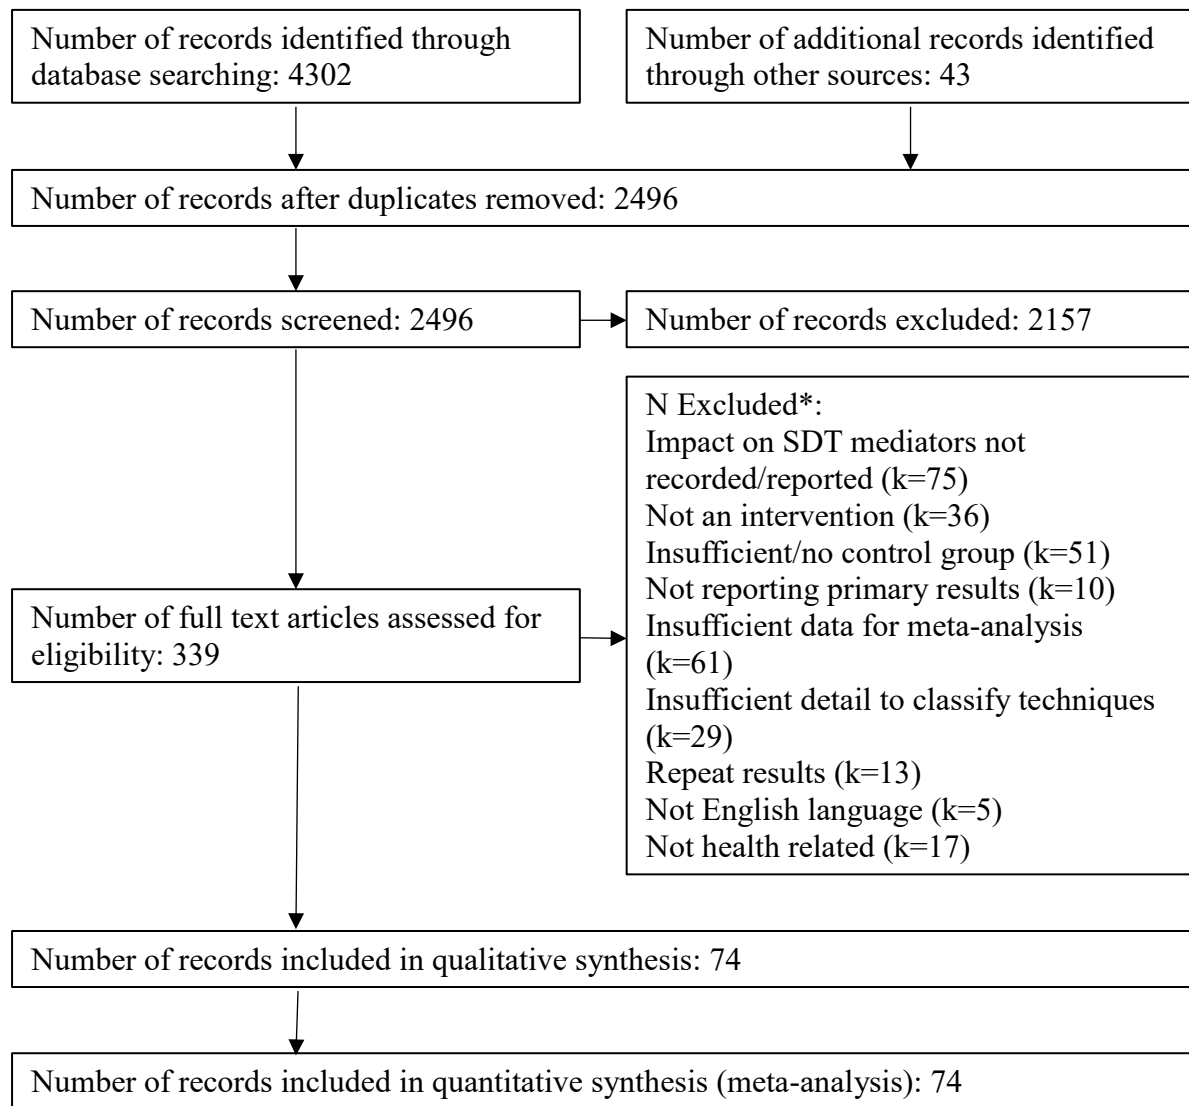 Number of records identified through
database searching: 4302
Number of additional records identified
through other sources: 43
Number of records after duplicates removed: 2496
Number of records screened: 2496
Number of records excluded: 2157
N Excluded*:
Impact on SDT mediators not
recorded/reported (k=75)
Not an intervention (k=36)
Insufficient/no control group (k=51)
Not reporting primary results (k=10)
Insufficient data for meta-analysis
(k=61)
Insufficient detail to classify techniques
(k=29)
Repeat results (k=13)
Not English language (k=5)
Not health related (k=17)
Number of full text articles assessed for
eligibility: 339
Number of records included in qualitative synthesis: 74
Number of records included in quantitative synthesis (meta-analysis): 74